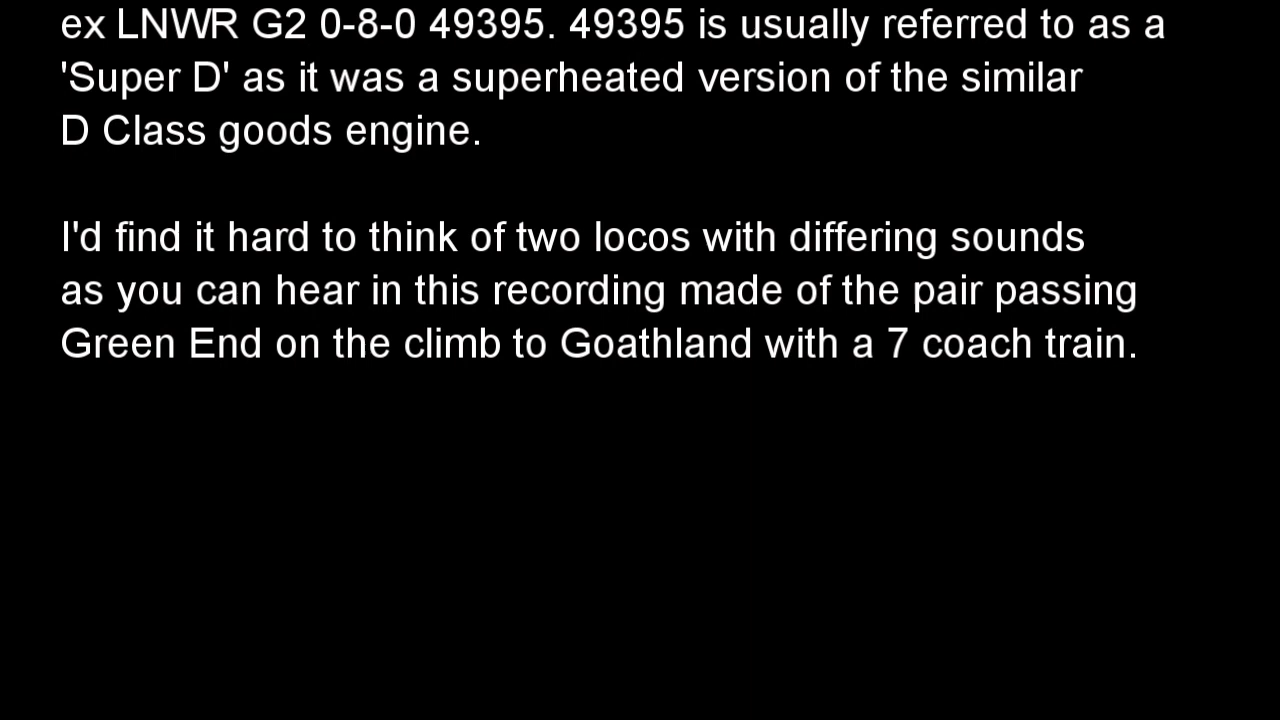 ex LNWR G2 0-8-0 49395. 49395 is usually referred to as a
'Super D' as it was a superheated version of the similar
D Class goods engine.
I'd find it hard to think of two locos with differing sounds
as you can hear in this recording made of the pair passing
Green End on the climb to Goathland with a 7 coach train.